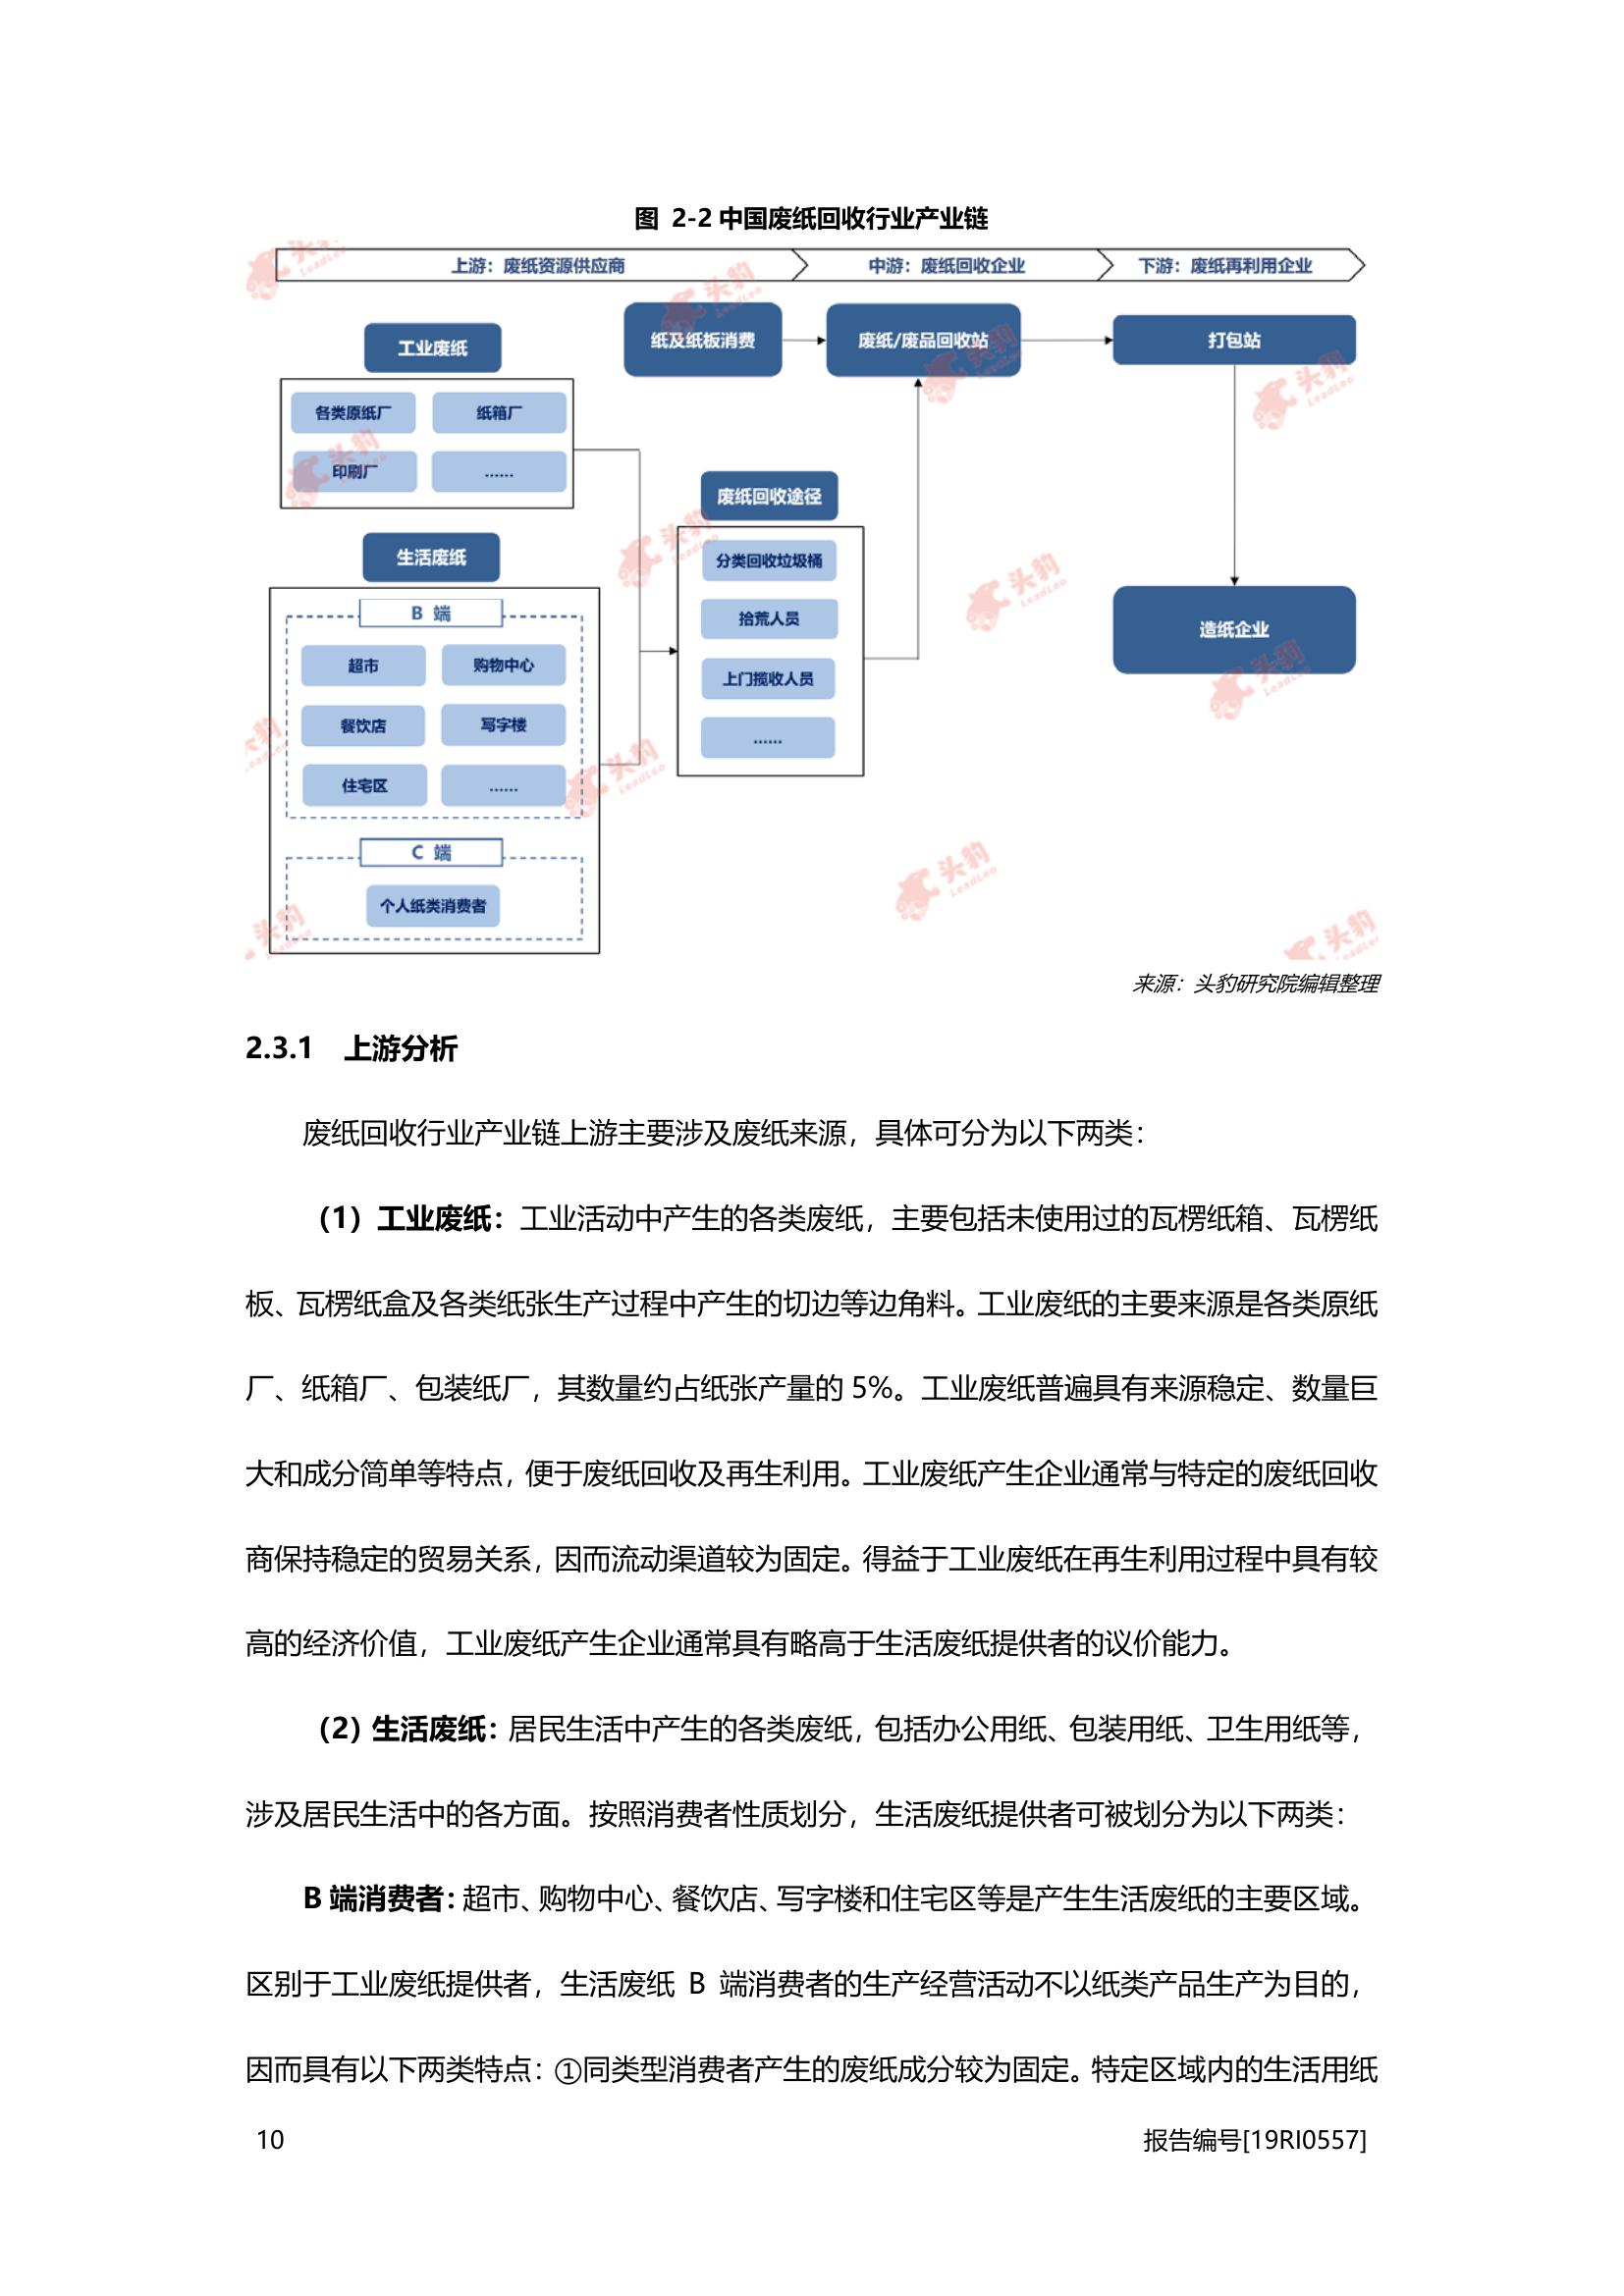 图 2-2 中国废纸回收行业产业链
上游：废纸资源供应商
中游：废纸回收企业
下游：废纸再利用企业
工业废纸
各类原纸厂
纸箱厂
印刷厂
……
生活废纸
B 端
超市
购物中心
餐饮店
写字楼
住宅区
……
C 端
个人纸类消费者
纸及纸板消费
废纸回收途径
分类回收垃圾桶
拾荒人员
上门揽收人员
……
废纸/废品回收站
打包站
造纸企业
头豹
LeadLeo
来源：头豹研究院编辑整理
2.3.1 上游分析
废纸回收行业产业链上游主要涉及废纸来源，具体可分为以下两类：
（1）工业废纸：工业活动中产生的各类废纸，主要包括未使用过的瓦楞纸箱、瓦楞纸
板、瓦楞纸盒及各类纸张生产过程中产生的切边等边角料。工业废纸的主要来源是各类原纸
厂、纸箱厂、包装纸厂，其数量约占纸张产量的 5%。工业废纸普遍具有来源稳定、数量巨
大和成分简单等特点，便于废纸回收及再生利用。工业废纸产生企业通常与特定的废纸回收
商保持稳定的贸易关系，因而流动渠道较为固定。得益于工业废纸在再生利用过程中具有较
高的经济价值，工业废纸产生企业通常具有略高于生活废纸提供者的议价能力。
（2）生活废纸：居民生活中产生的各类废纸，包括办公用纸、包装用纸、卫生用纸等，
涉及居民生活中的各方面。按照消费者性质划分，生活废纸提供者可被划分为以下两类：
B 端消费者：超市、购物中心、餐饮店、写字楼和住宅区等是产生生活废纸的主要区域。
区别于工业废纸提供者，生活废纸 B 端消费者的生产经营活动不以纸类产品生产为目的，
因而具有以下两类特点：①同类型消费者产生的废纸成分较为固定。特定区域内的生活用纸
10
报告编号[19RI0557]